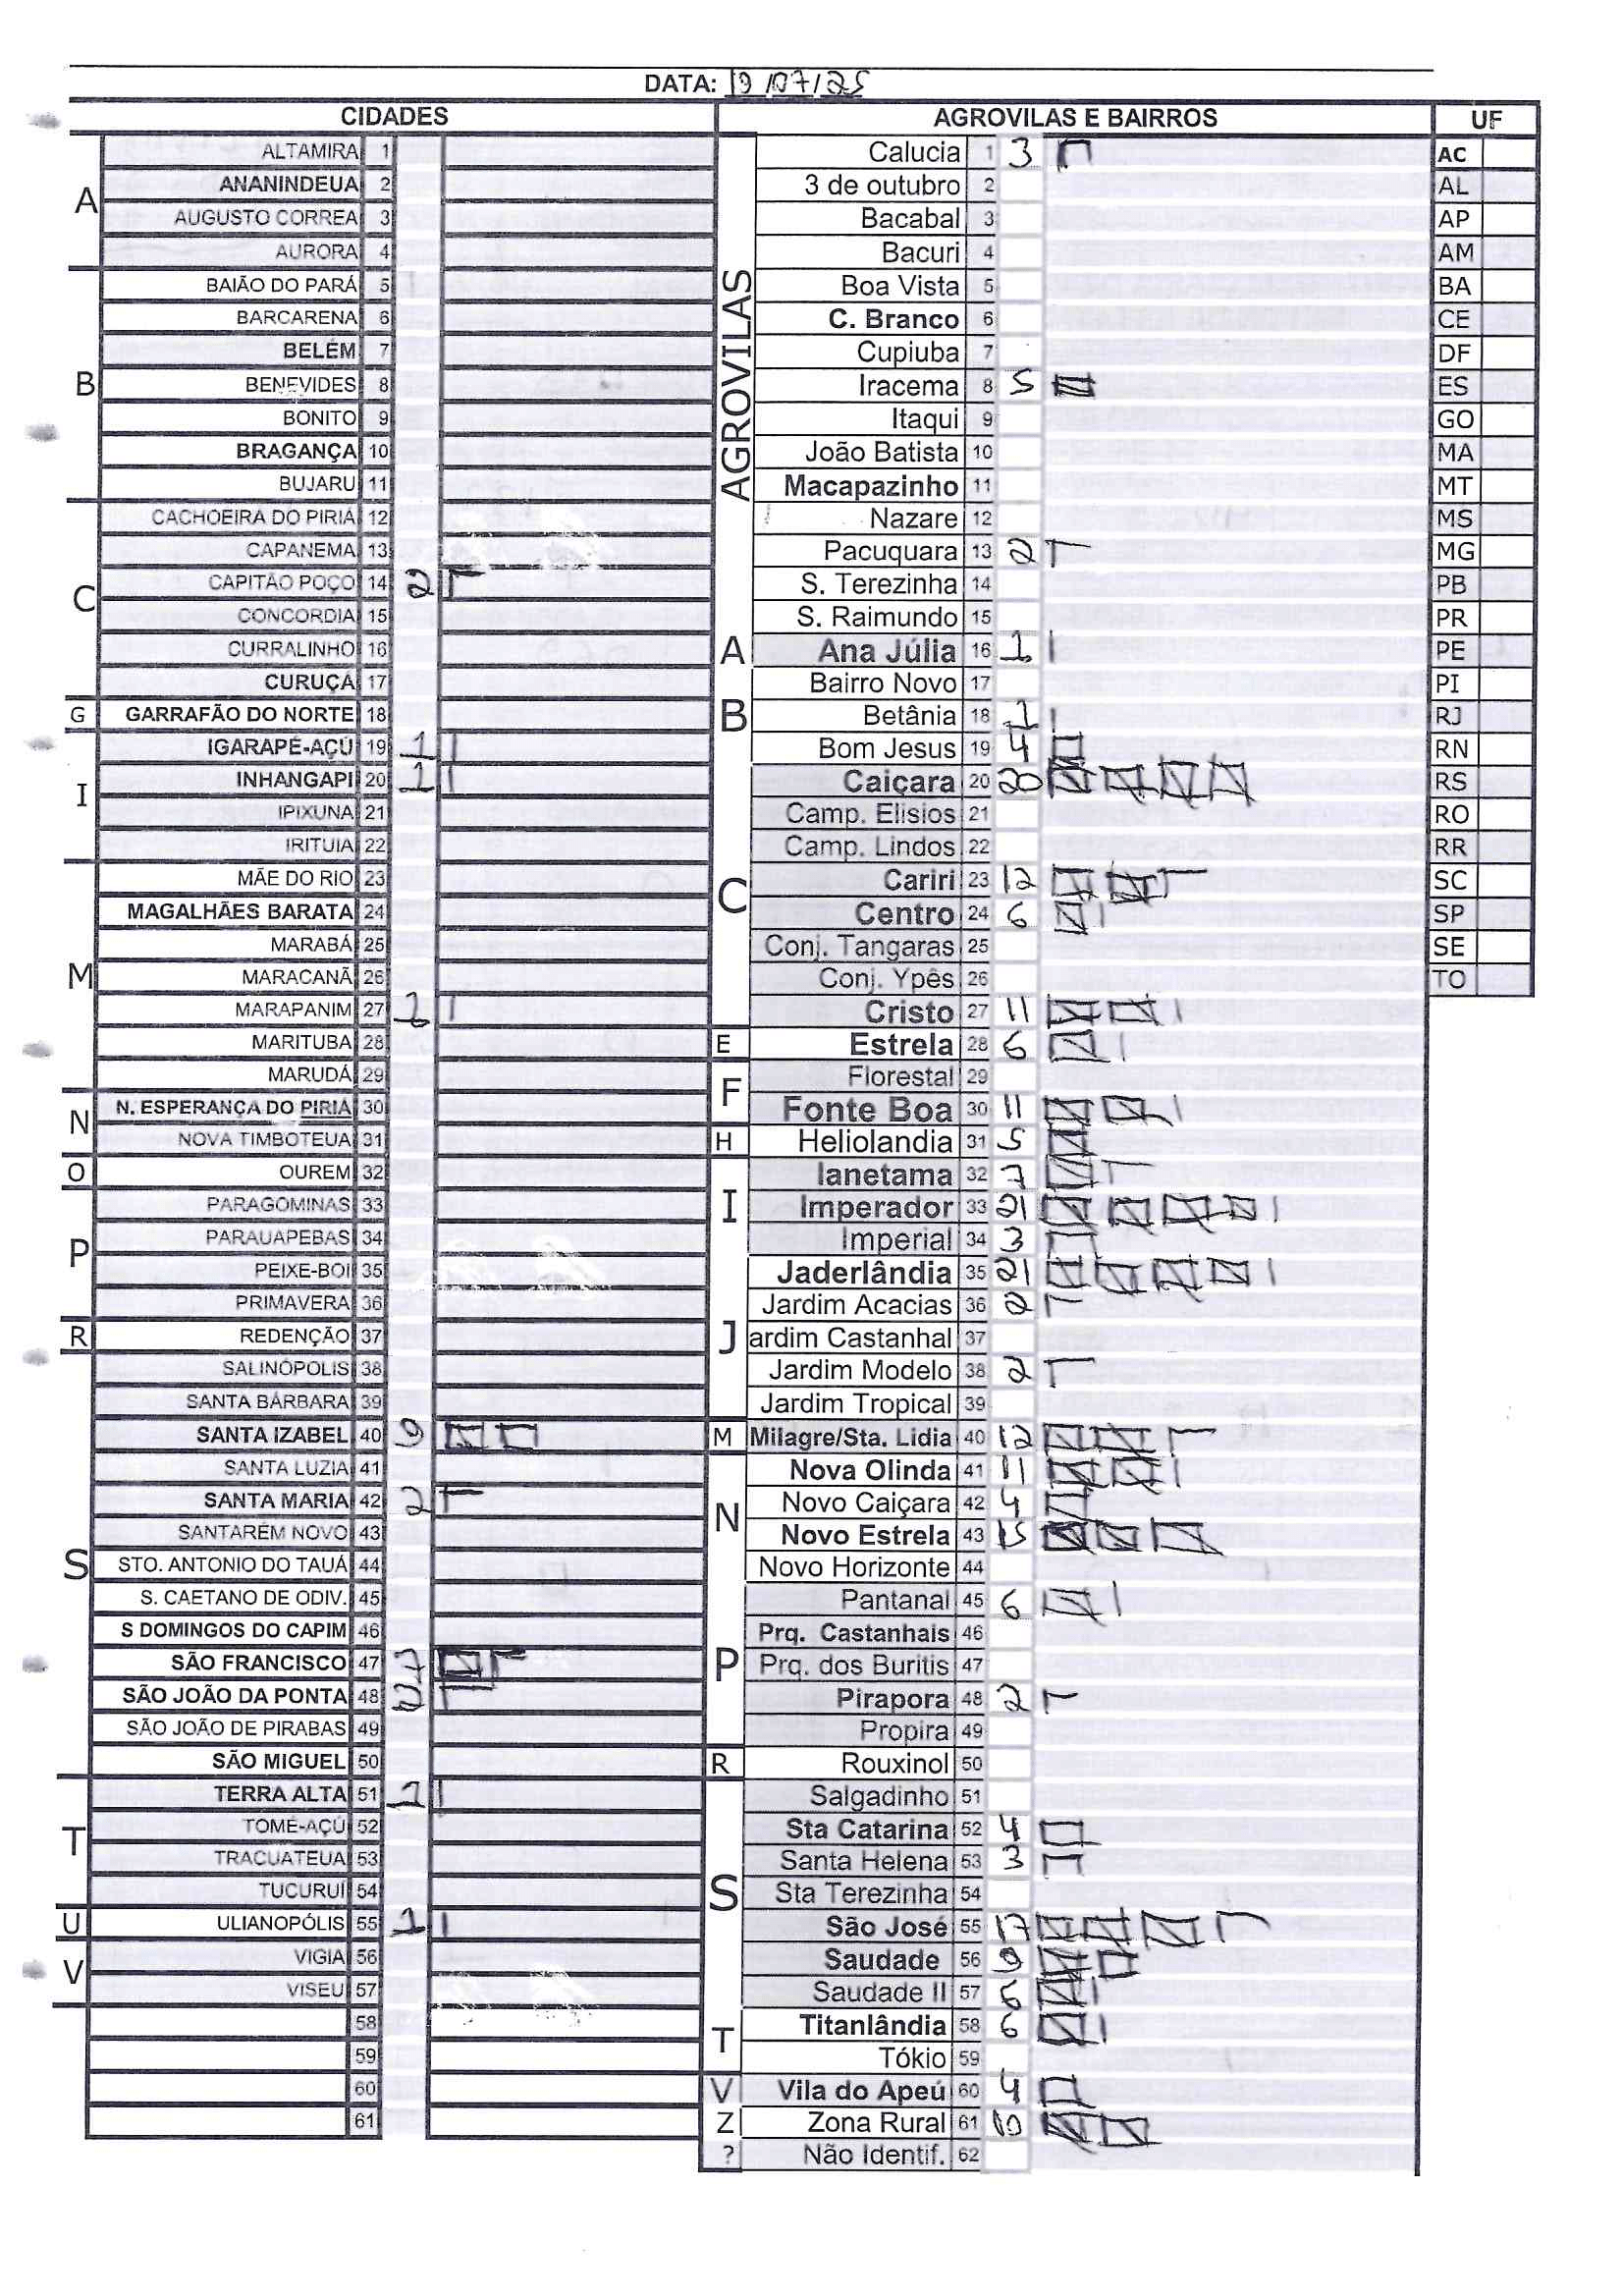 DATA: 19/07/25
CIDADES
A
ALTAMIRA 1
ANANINDEUA 2
AUGUSTO CORREA 3
AURORA 4
B
BAIÃO DO PARÁ 5
BARCARENA 6
BELÉM 7
BENEVIDES 8
BONITO 9
BRAGANÇA 10
BUJARU 11
C
CACHOEIRA DO PIRIÁ 12
CAPANEMA 13
CAPITÃO POÇO 14 2
CONCORDIA 15
CURRALINHO 16
CURUÇÁ 17
G
GARRAFÃO DO NORTE 18
I
IGARAPÉ-AÇÚ 19 1
INHANGAPI 20 1
IPIXUNA 21
IRITUIA 22
M
MÃE DO RIO 23
MAGALHÃES BARATA 24
MARABÁ 25
MARACANÃ 26
MARAPANIM 27 1
MARITUBA 28
MARUDÁ 29
N
N. ESPERANÇA DO PIRIÁ 30
NOVA TIMBOTEUA 31
O
OUREM 32
P
PARAGOMINAS 33
PARAUAPEBAS 34
PEIXE-BOI 35
PRIMAVERA 36
R
REDENÇÃO 37
S
SALINÓPOLIS 38
SANTA BÁRBARA 39
SANTA IZABEL 40 9
SANTA LUZIA 41
SANTA MARIA 42 2
SANTARÉM NOVO 43
STO. ANTONIO DO TAUÁ 44
S. CAETANO DE ODIV. 45
S DOMINGOS DO CAPIM 46
SÃO FRANCISCO 47 7
SÃO JOÃO DA PONTA 48 2
SÃO JOÃO DE PIRABAS 49
SÃO MIGUEL 50
T
TERRA ALTA 51 1
TOMÉ-AÇÚ 52
TRACUATEUA 53
TUCURUÍ 54
U
ULIANOPÓLIS 55 1
V
VIGIA 56
VISEU 57
58
59
60
61
AGROVILAS E BAIRROS
AGROVILAS
Calucia 1 3
3 de outubro 2
Bacabal 3
Bacuri 4
Boa Vista 5
C. Branco 6
Cupiuba 7
Iracema 8 5
Itaqui 9
João Batista 10
Macapazinho 11
Nazare 12
Pacuquara 13 2
S. Terezinha 14
S. Raimundo 15
A
Ana Júlia 16 1
B
Bairro Novo 17
Betânia 18 1
Bom Jesus 19 4
C
Caiçara 20 20
Camp. Elisios 21
Camp. Lindos 22
Cariri 23 12
Centro 24 6
Conj. Tangaras 25
Conj. Ypês 26
Cristo 27 11
E
Estrela 28 6
F
Florestal 29
Fonte Boa 30 11
H
Heliolandia 31 5
I
Ianetama 32 7
Imperador 33 21
Imperial 34 3
J
Jaderlândia 35 21
Jardim Acacias 36 2
ardim Castanhal 37
Jardim Modelo 38 2
Jardim Tropical 39
M
Milagre/Sta. Lidia 40 12
N
Nova Olinda 41 11
Novo Caiçara 42 4
Novo Estrela 43 15
Novo Horizonte 44
P
Pantanal 45 6
Prq. Castanhais 46
Prq. dos Buritis 47
Pirapora 48 2
Propira 49
R
Rouxinol 50
S
Salgadinho 51
Sta Catarina 52 4
Santa Helena 53 3
Sta Terezinha 54
São José 55 17
Saudade 56 9
Saudade II 57 6
T
Titanlândia 58 6
Tókio 59
V
Vila do Apeú 60 4
Z
Zona Rural 61 10
?
Não Identif. 62
UF
AC
AL
AP
AM
BA
CE
DF
ES
GO
MA
MT
MS
MG
PB
PR
PE
PI
RJ
RN
RS
RO
RR
SC
SP
SE
TO